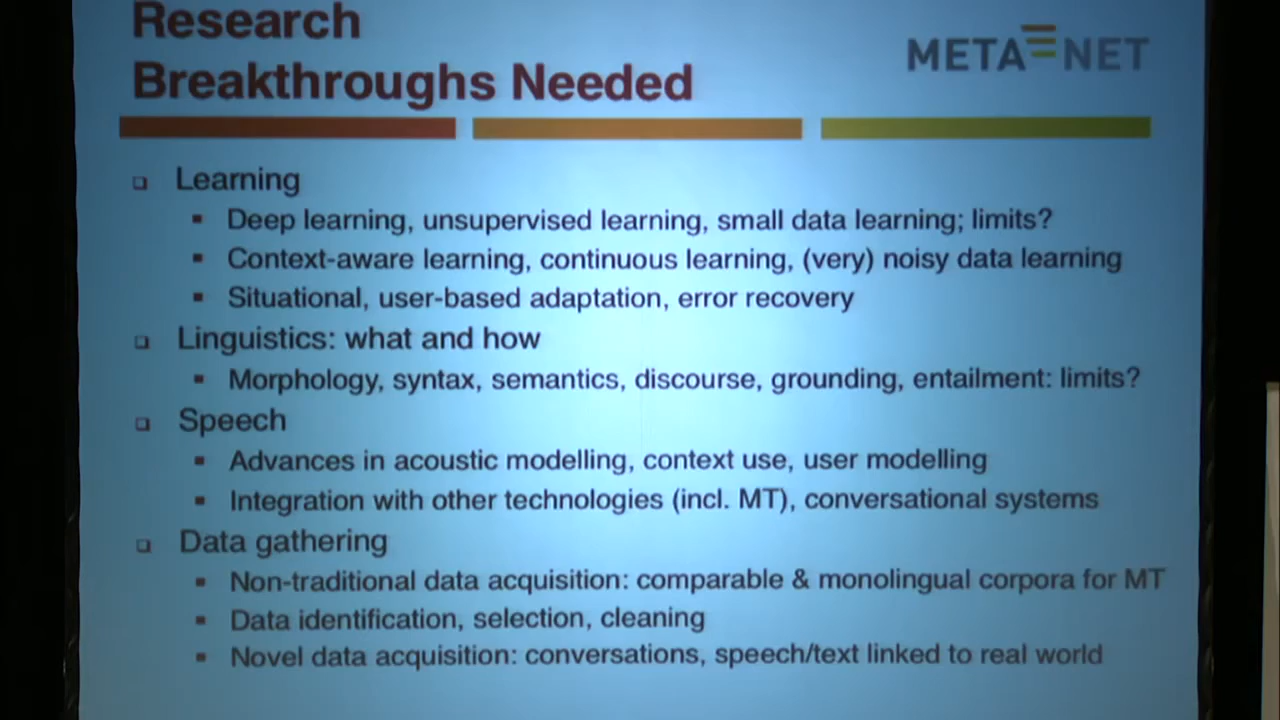 Research
Breakthroughs Needed
META NET
Learning
Deep learning, unsupervised learning, small data learning; limits?
Context-aware learning, continuous learning, (very) noisy data learning
Situational, user-based adaptation, error recovery
Linguistics: what and how
Morphology, syntax, semantics, discourse, grounding, entailment: limits?
Speech
Advances in acoustic modelling, context use, user modelling
Integration with other technologies (incl. MT), conversational systems
Data gathering
Non-traditional data acquisition: comparable & monolingual corpora for MT
Data identification, selection, cleaning
Novel data acquisition: conversations, speech/text linked to real world